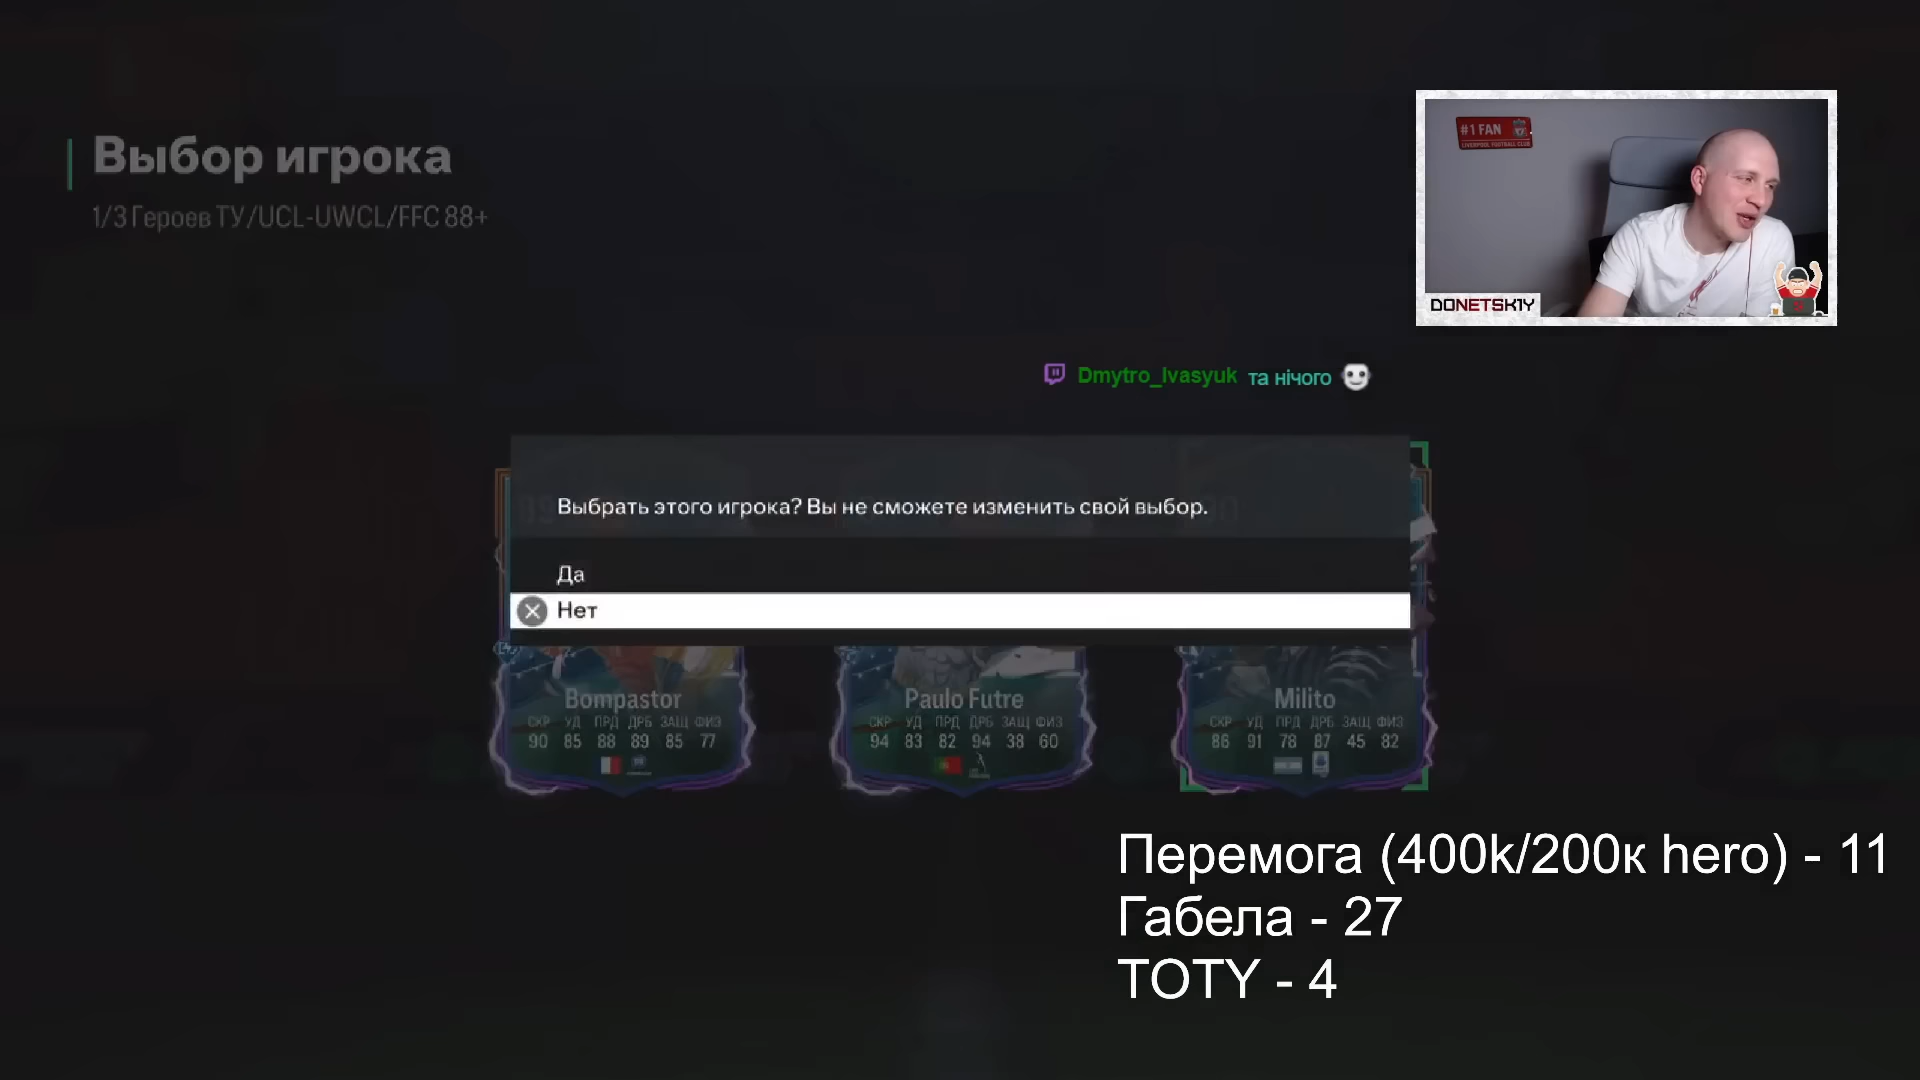 Выбор игрока
1/3 Героев ТУ/UCL-UWCL/FFC 88+
#1 FAN
LIVERPOOL FOOTBALL CLUB
DONETSK1Y
Dmytro_Ivasyuk та нічого
Выбрать этого игрока? Вы не сможете изменить свой выбор.
Да
Нет
Bompastor
СКР УД ПРД ДРБ ЗАЩ ФИЗ
90 85 88 89 85 77
Paulo Futre
СКР УД ПРД ДРБ ЗАЩ ФИЗ
94 83 82 94 38 60
Milito
СКР УД ПРД ДРБ ЗАЩ ФИЗ
86 91 78 87 45 82
Перемога (400k/200к hero) - 11
Габела - 27
TOTY - 4